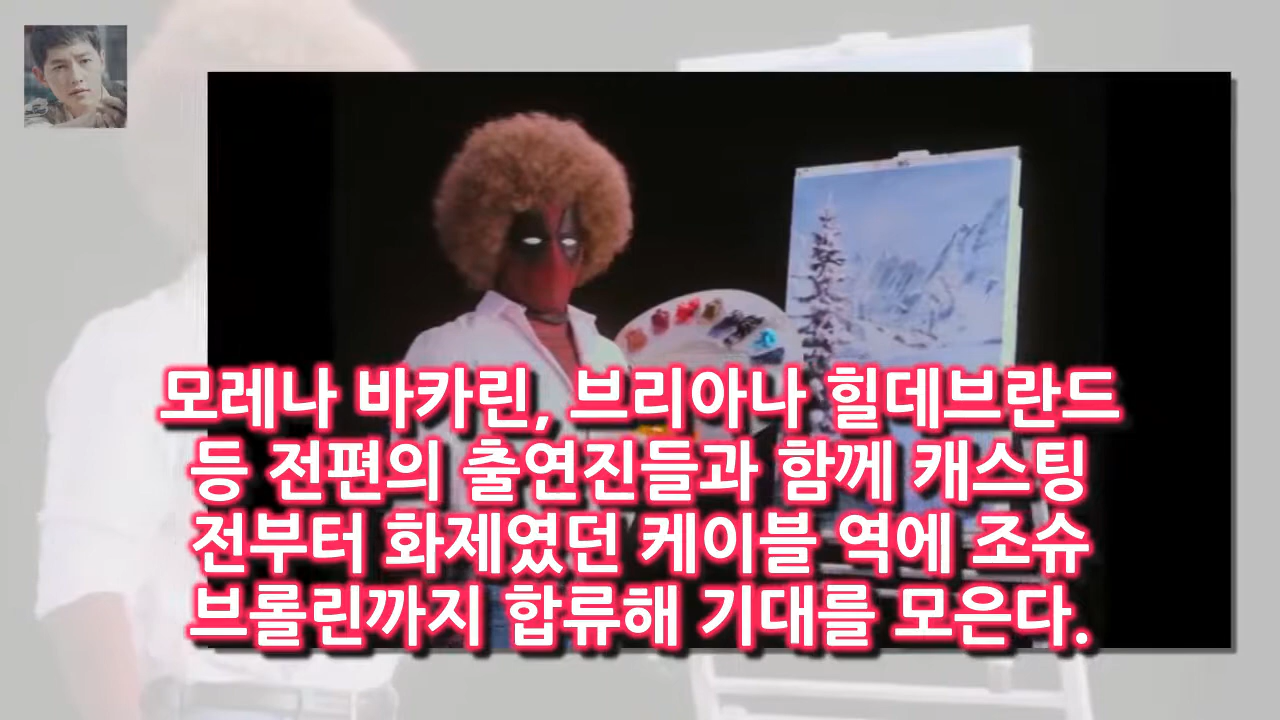 모레나 바카린, 브리아나 힐데브란드
등 전편의 출연진들과 함께 캐스팅
전부터 화제였던 케이블 역에 조슈
브롤린까지 합류해 기대를 모은다.